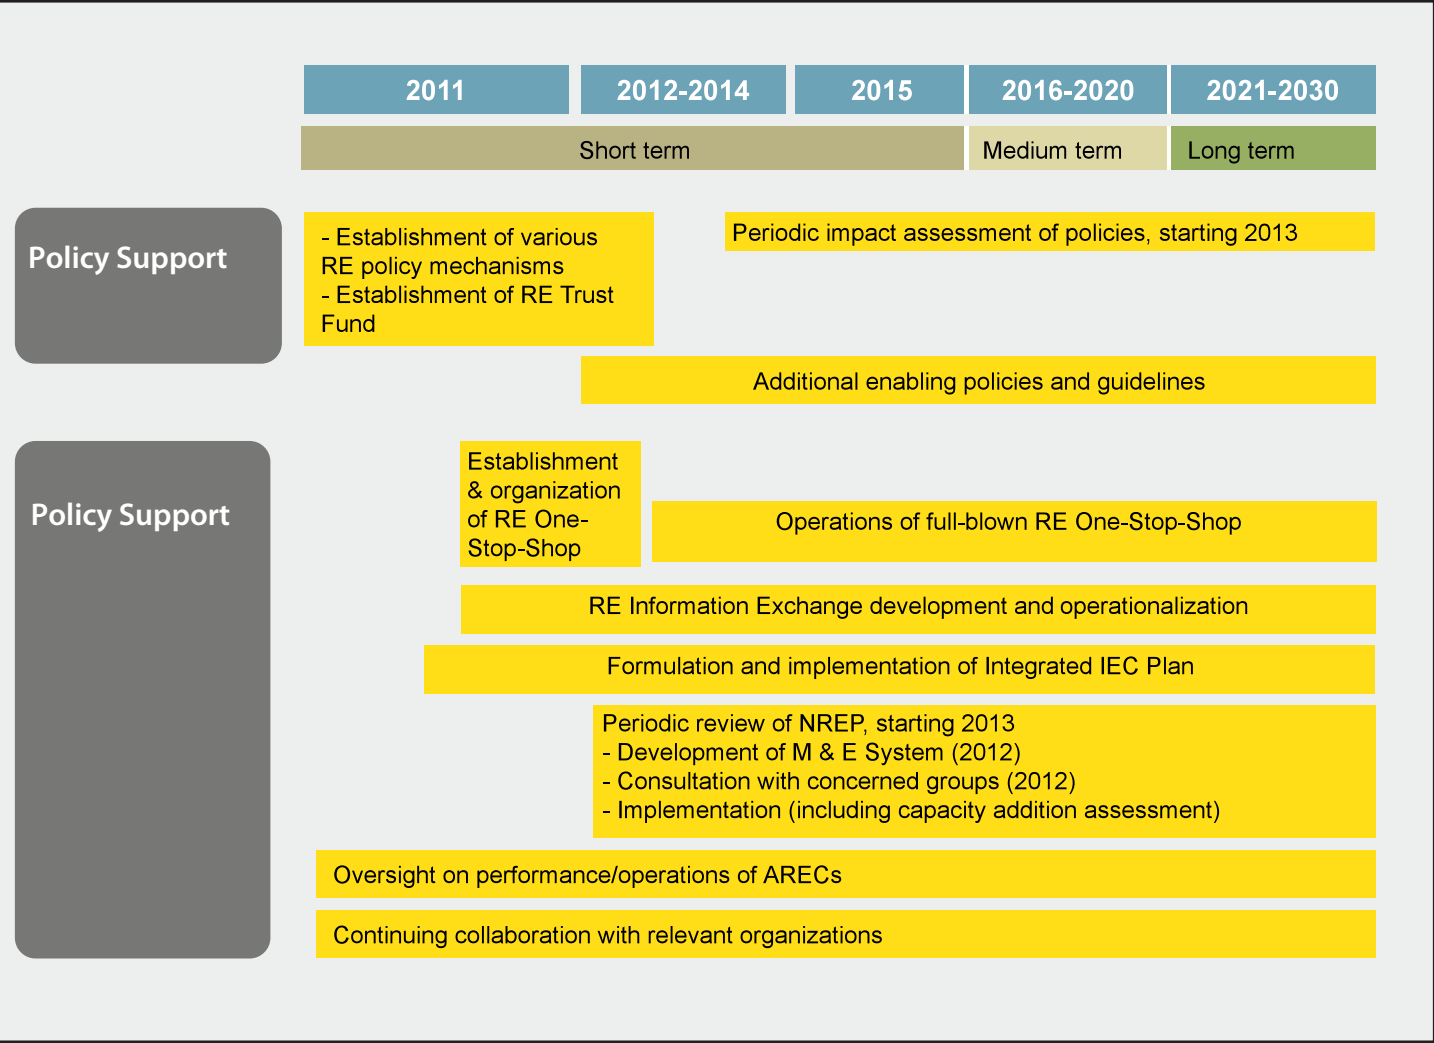 2011
2012-2014
2015
2016-2020
2021-2030
Short term
Medium term
Long term
Policy Support
- Establishment of various
RE policy mechanisms
- Establishment of RE Trust
Fund
Periodic impact assessment of policies, starting 2013
Additional enabling policies and guidelines
Policy Support
Establishment
& organization
of RE One-
Stop-Shop
Operations of full-blown RE One-Stop-Shop
RE Information Exchange development and operationalization
Formulation and implementation of Integrated IEC Plan
Periodic review of NREP, starting 2013
- Development of M & E System (2012)
- Consultation with concerned groups (2012)
- Implementation (including capacity addition assessment)
Oversight on performance/operations of ARECs
Continuing collaboration with relevant organizations